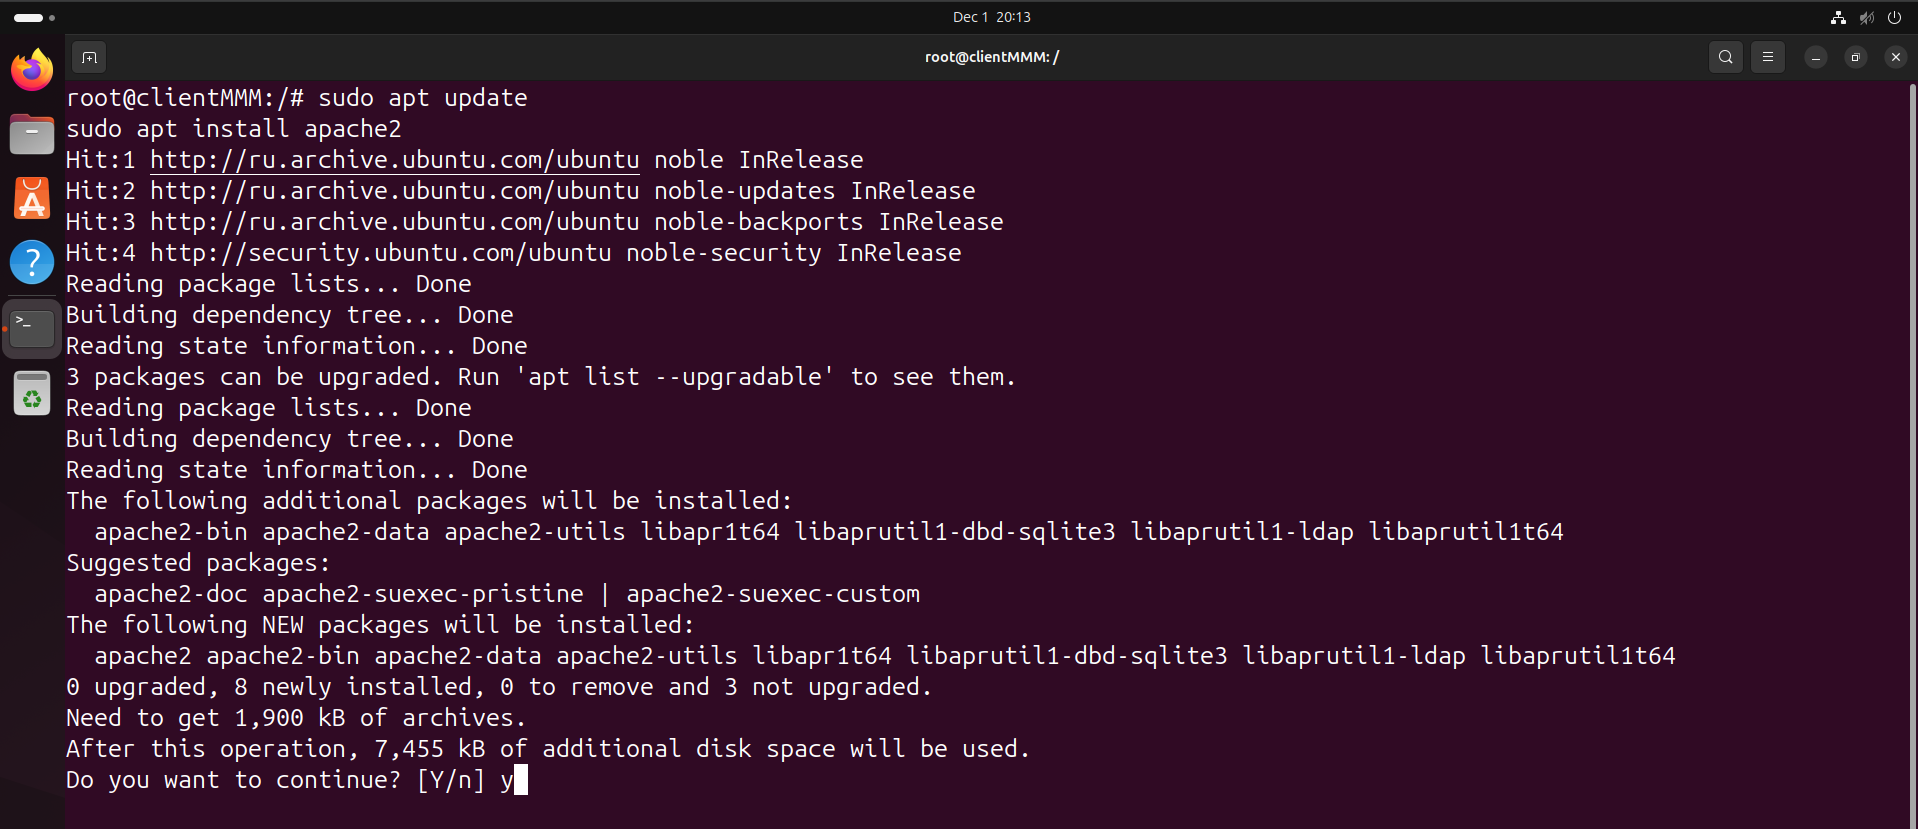 Dec 1 20:13
root@clientMMM: /
root@clientMMM:/# sudo apt update
sudo apt install apache2
Hit:1 http://ru.archive.ubuntu.com/ubuntu noble InRelease
Hit:2 http://ru.archive.ubuntu.com/ubuntu noble-updates InRelease
Hit:3 http://ru.archive.ubuntu.com/ubuntu noble-backports InRelease
Hit:4 http://security.ubuntu.com/ubuntu noble-security InRelease
Reading package lists... Done
Building dependency tree... Done
Reading state information... Done
3 packages can be upgraded. Run 'apt list --upgradable' to see them.
Reading package lists... Done
Building dependency tree... Done
Reading state information... Done
The following additional packages will be installed:
  apache2-bin apache2-data apache2-utils libapr1t64 libaprutil1-dbd-sqlite3 libaprutil1-ldap libaprutil1t64
Suggested packages:
  apache2-doc apache2-suexec-pristine | apache2-suexec-custom
The following NEW packages will be installed:
  apache2 apache2-bin apache2-data apache2-utils libapr1t64 libaprutil1-dbd-sqlite3 libaprutil1-ldap libaprutil1t64
0 upgraded, 8 newly installed, 0 to remove and 3 not upgraded.
Need to get 1,900 kB of archives.
After this operation, 7,455 kB of additional disk space will be used.
Do you want to continue? [Y/n] y